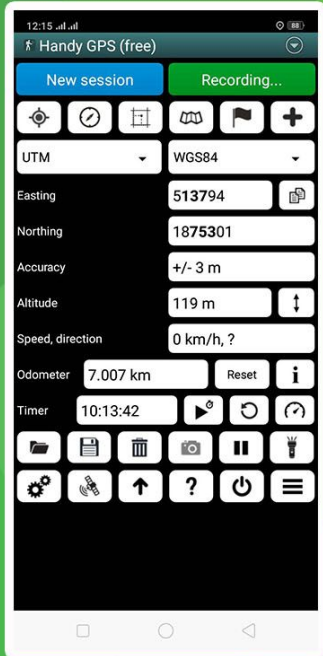 12:15
88
Handy GPS (free)
New session Recording...
UTM WGS84
Easting 513794
Northing 1875301
Accuracy +/- 3 m
Altitude 119 m
Speed, direction 0 km/h, ?
Odometer 7.007 km Reset i
Timer 10:13:42
?